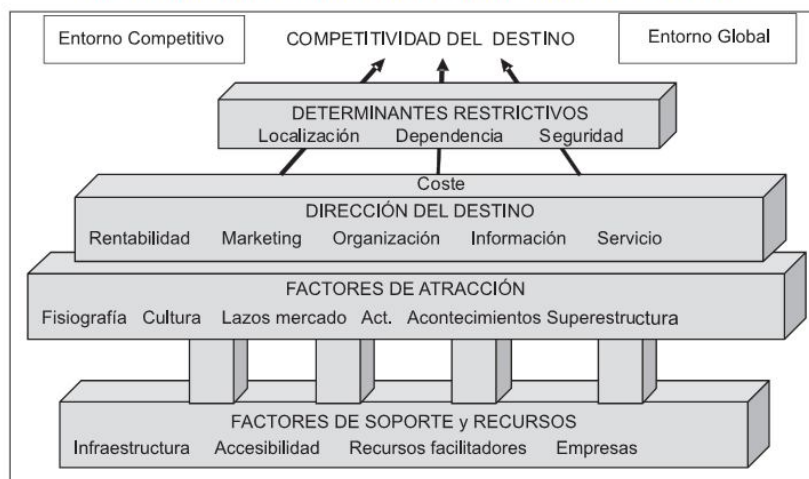 Entorno Competitivo
COMPETITIVIDAD DEL DESTINO
Entorno Global
DETERMINANTES RESTRICTIVOS
Localización Dependencia Seguridad
Coste
DIRECCIÓN DEL DESTINO
Rentabilidad Marketing Organización Información Servicio
FACTORES DE ATRACCIÓN
Fisiografía Cultura Lazos mercado Act. Acontecimientos Superestructura
FACTORES DE SOPORTE y RECURSOS
Infraestructura Accesibilidad Recursos facilitadores Empresas